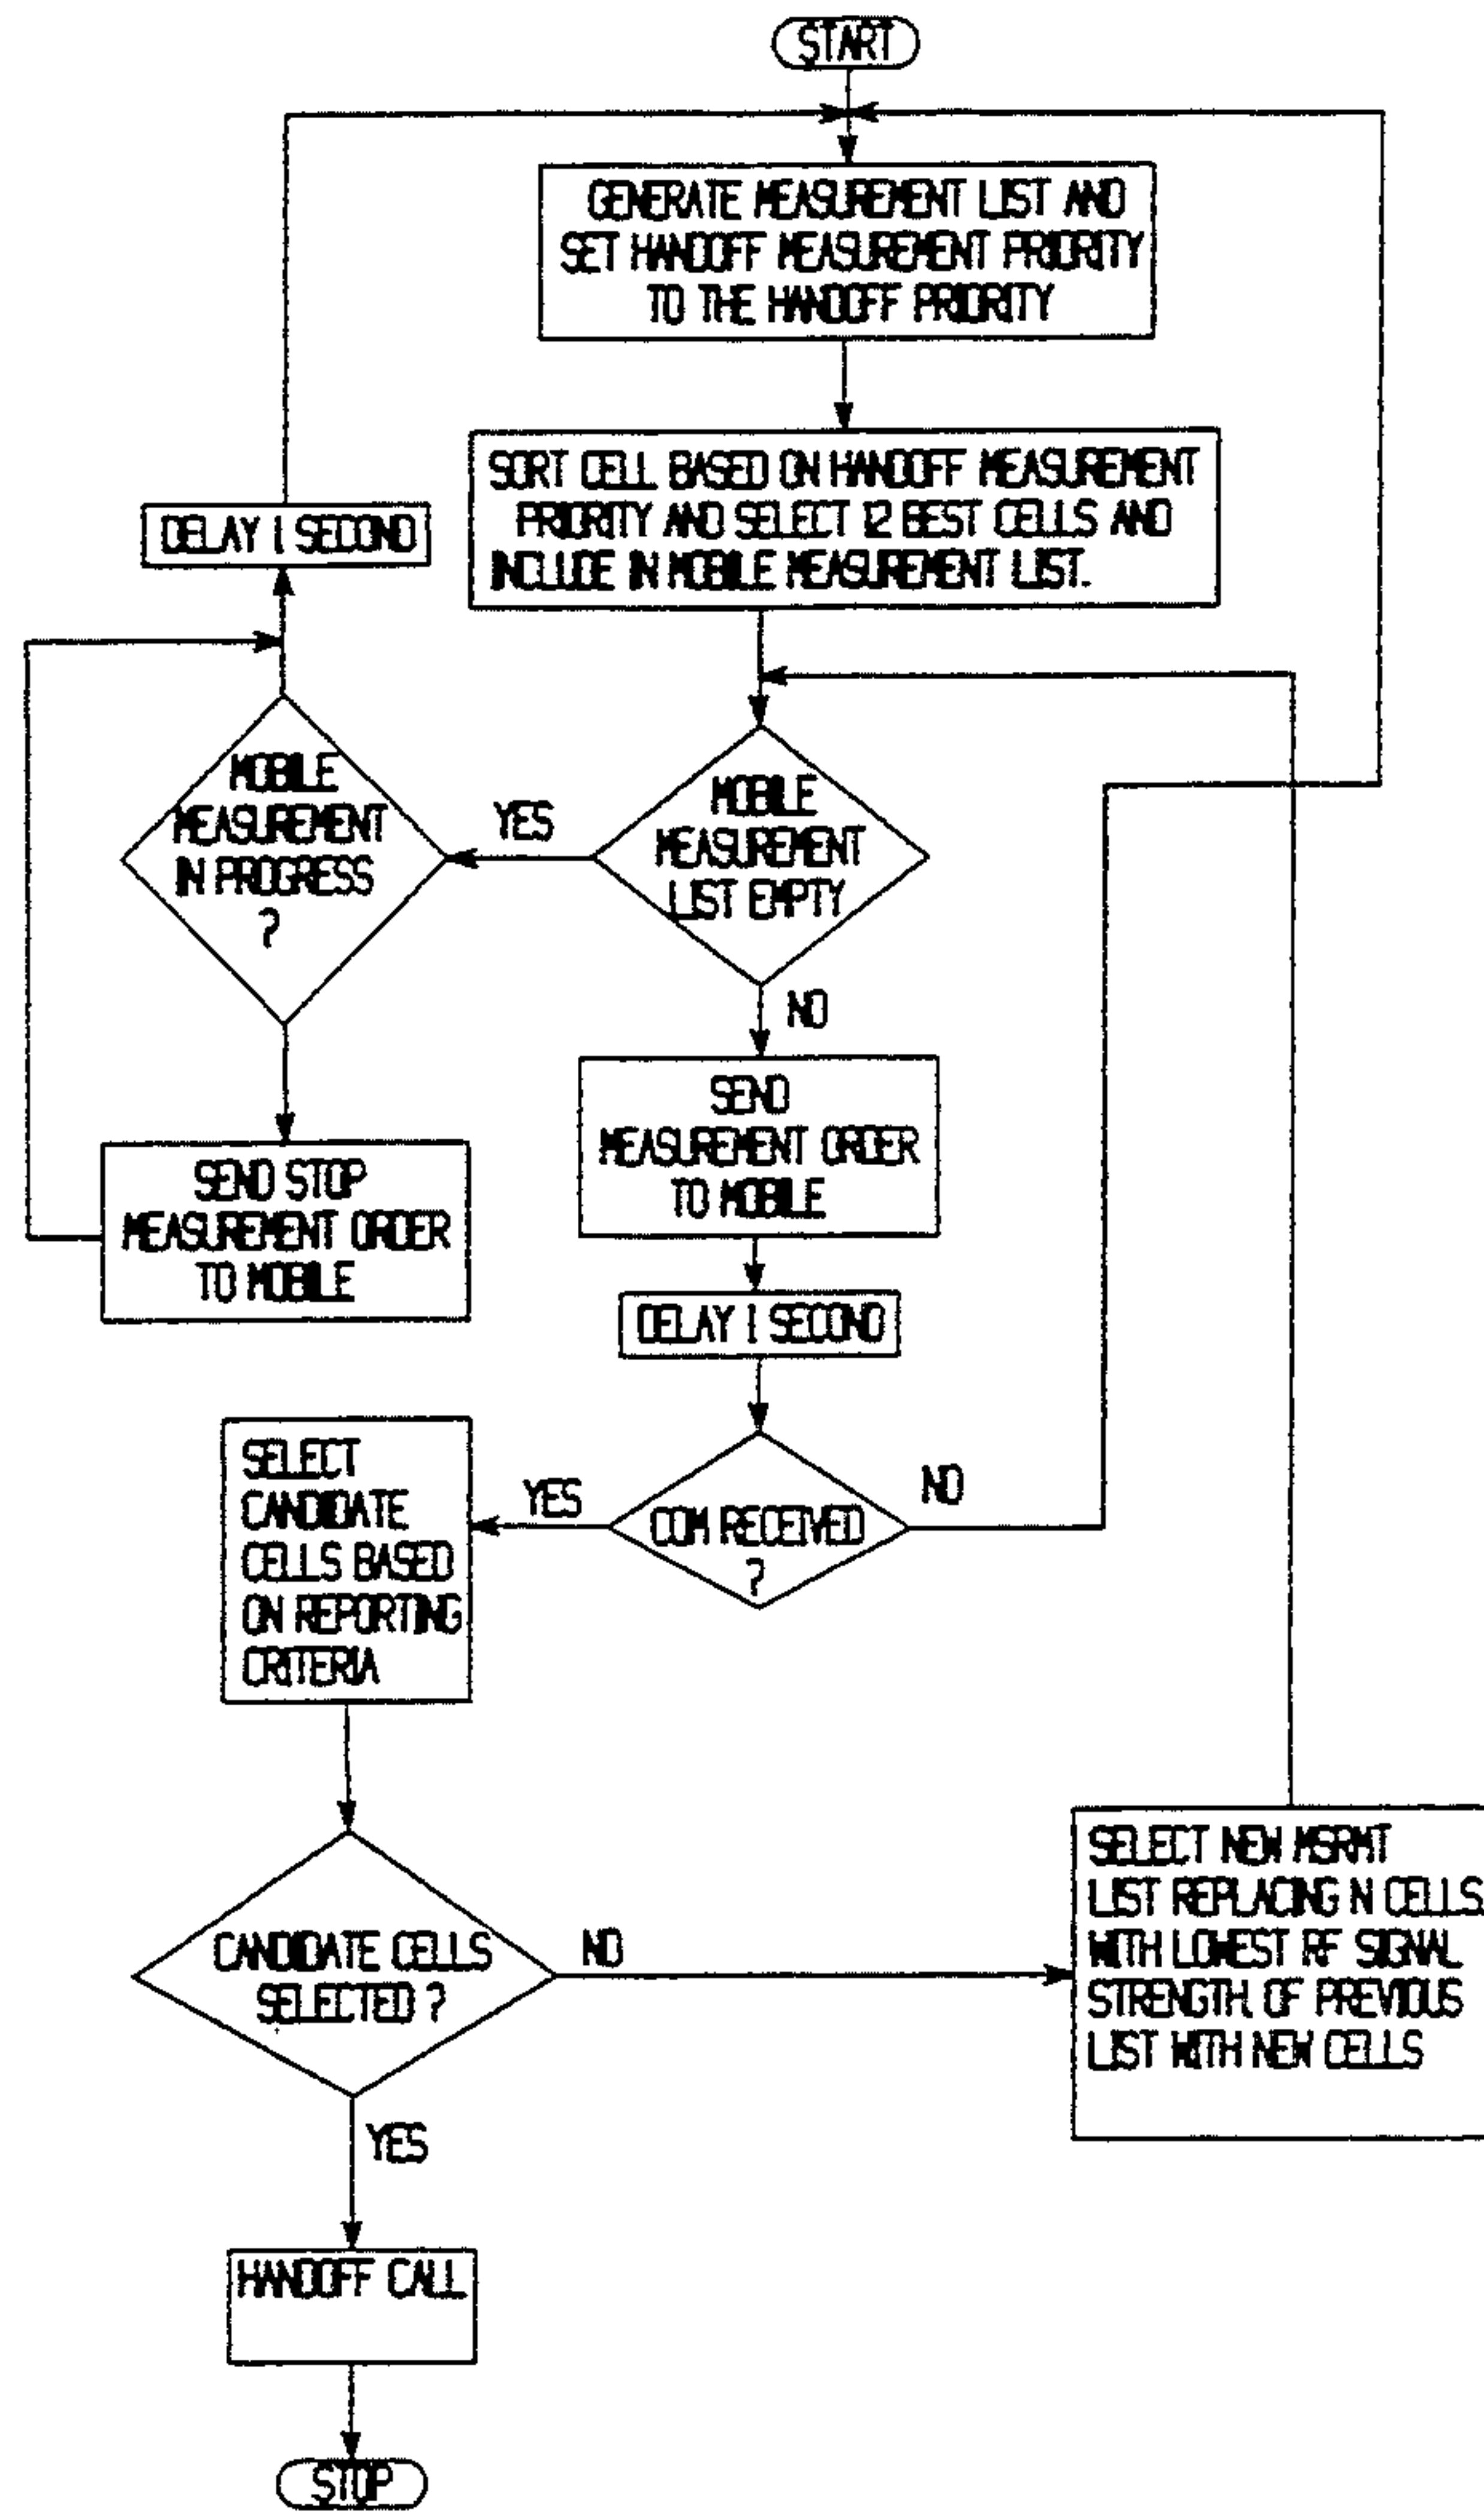 START
GENERATE MEASUREMENT LIST AND
SET HANDOFF MEASUREMENT PRIORITY
TO THE HANDOFF PRIORITY
SORT CELL BASED ON HANDOFF MEASUREMENT
PRIORITY AND SELECT 12 BEST CELLS AND
INCLUDE IN MOBILE MEASUREMENT LIST.
DELAY 1 SECOND
MOBILE
MEASUREMENT
IN PROGRESS
?
YES
MOBILE
MEASUREMENT
LIST EMPTY
NO
SEND
MEASUREMENT ORDER
TO MOBILE
SEND STOP
MEASUREMENT ORDER
TO MOBILE
DELAY 1 SECOND
COM RECEIVED
?
YES
NO
SELECT
CANDIDATE
CELLS BASED
ON REPORTING
CRITERIA
CANDIDATE CELLS
SELECTED ?
NO
SELECT NEW MSRMT
LIST REPLACING N CELLS
WITH LOWEST RF SIGNAL
STRENGTH, OF PREVIOUS
LIST WITH NEW CELLS
YES
HANDOFF CALL
STOP